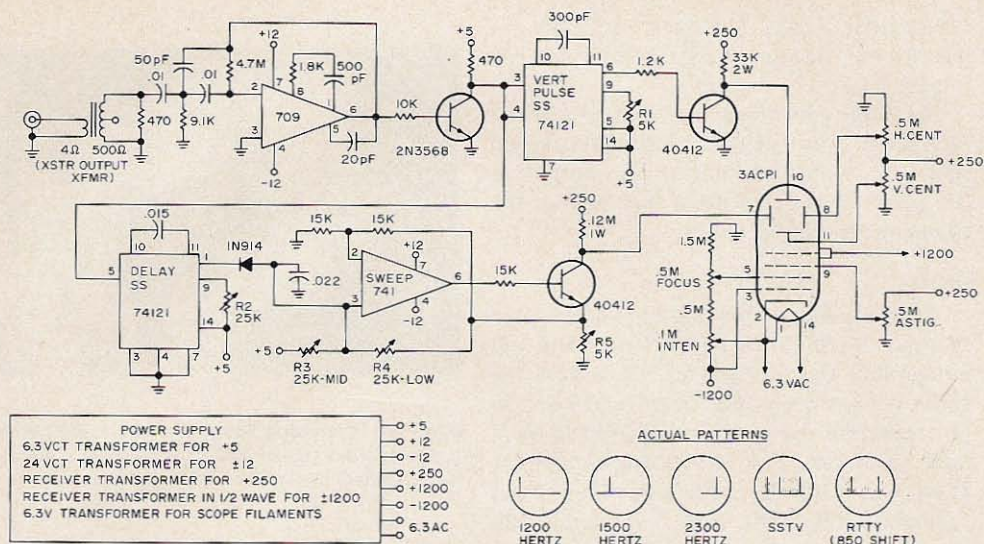 300pF
+12
+5
+250
50pF
4.7M
1.8K
500
pF
470
33K
2W
.01
.01
10
11
1.2K
2
7
8
3
VERT
PULSE
SS
74121
6
9
1
709
6
10K
4
R1
5K
5
14
3
4
5
470
9.1K
4Ω
500Ω
(XSTR OUTPUT
XFMR)
20pF
-12
2N3568
7
+5
40412
.5M
H.CENT
+250
.5M
V.CENT
3ACP1
10
7
8
11
+250
.12M
1W
.015
15K
15K
10
11
1N914
1
.022
2
+12
7
SWEEP
741
6
3
4
-12
15K
40412
5
DELAY
SS
74121
9
R2
25K
14
+5
3
4
7
+5
R3
25K-MID
R4
25K-LOW
R5
5K
1.5M
.5M
FOCUS
.5M
.1M
INTEN
-1200
5
3
2
1
14
9
+1200
+250
.5M
ASTIG.
6.3 VAC
POWER SUPPLY
6.3 VCT TRANSFORMER FOR +5
24 VCT TRANSFORMER FOR ±12
RECEIVER TRANSFORMER FOR +250
RECEIVER TRANSFORMER IN 1/2 WAVE FOR ±1200
6.3V TRANSFORMER FOR SCOPE FILAMENTS
+5
+12
-12
+250
+1200
-1200
6.3AC
ACTUAL PATTERNS
1200
HERTZ
1500
HERTZ
2300
HERTZ
SSTV
RTTY
(850 SHIFT)